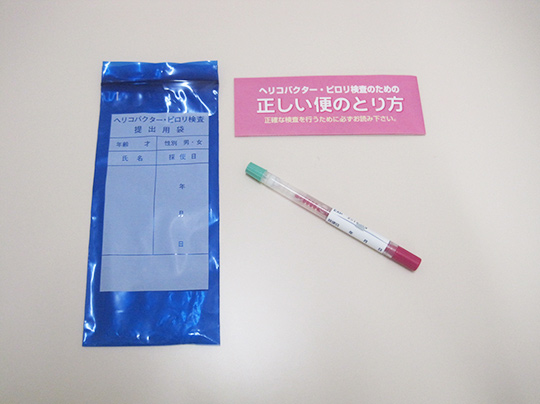 ヘリコバクター・ピロリ検査
提出用袋
年齢 才 性別 男・女
氏名 採便日
年
月
日
ヘリコバクター・ピロリ検査のための
正しい便のとり方
正確な検査を行うために必ずお読み下さい。